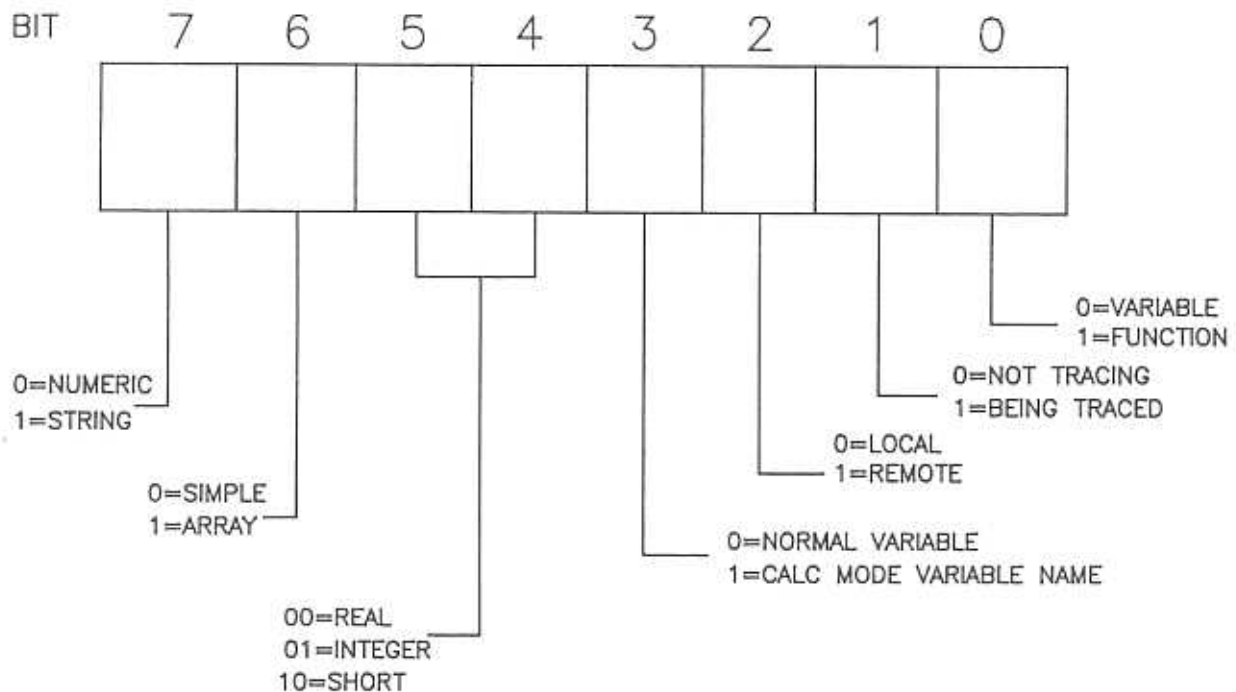 BIT 7 6 5 4 3 2 1 0
0=VARIABLE
1=FUNCTION
0=NOT TRACING
1=BEING TRACED
0=NUMERIC
1=STRING
0=LOCAL
1=REMOTE
0=SIMPLE
1=ARRAY
0=NORMAL VARIABLE
1=CALC MODE VARIABLE NAME
00=REAL
01=INTEGER
10=SHORT